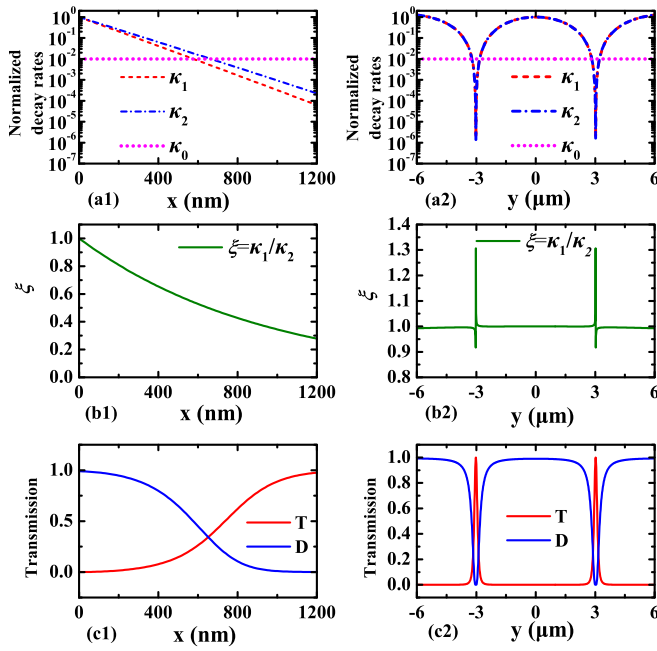 Normalized
decay rates
10^0
10^-1
10^-2
10^-3
10^-4
10^-5
10^-6
10^-7
κ1
κ2
κ0
(a1)
0 400 800 1200
x (nm)
Normalized
decay rates
10^0
10^-1
10^-2
10^-3
10^-4
10^-5
10^-6
10^-7
κ1
κ2
κ0
(a2)
-6 -3 0 3 6
y (μm)
ξ
1.0
0.8
0.6
0.4
0.2
0.0
ξ=κ1/κ2
0 400 800 1200
(b1) x (nm)
ξ
1.4
1.3
1.2
1.1
1.0
0.9
0.8
ξ=κ1/κ2
-6 -3 0 3 6
(b2) y (μm)
Transmission
1.0
0.5
0.0
T
D
0 400 800 1200
(c1) x (nm)
Transmission
1.0
0.8
0.6
0.4
0.2
0.0
T
D
-6 -3 0 3 6
(c2) y (μm)